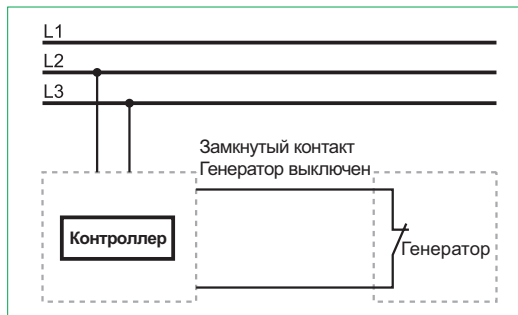 L1
L2
L3
Замкнутый контакт
Генератор выключен
Контроллер
Генератор